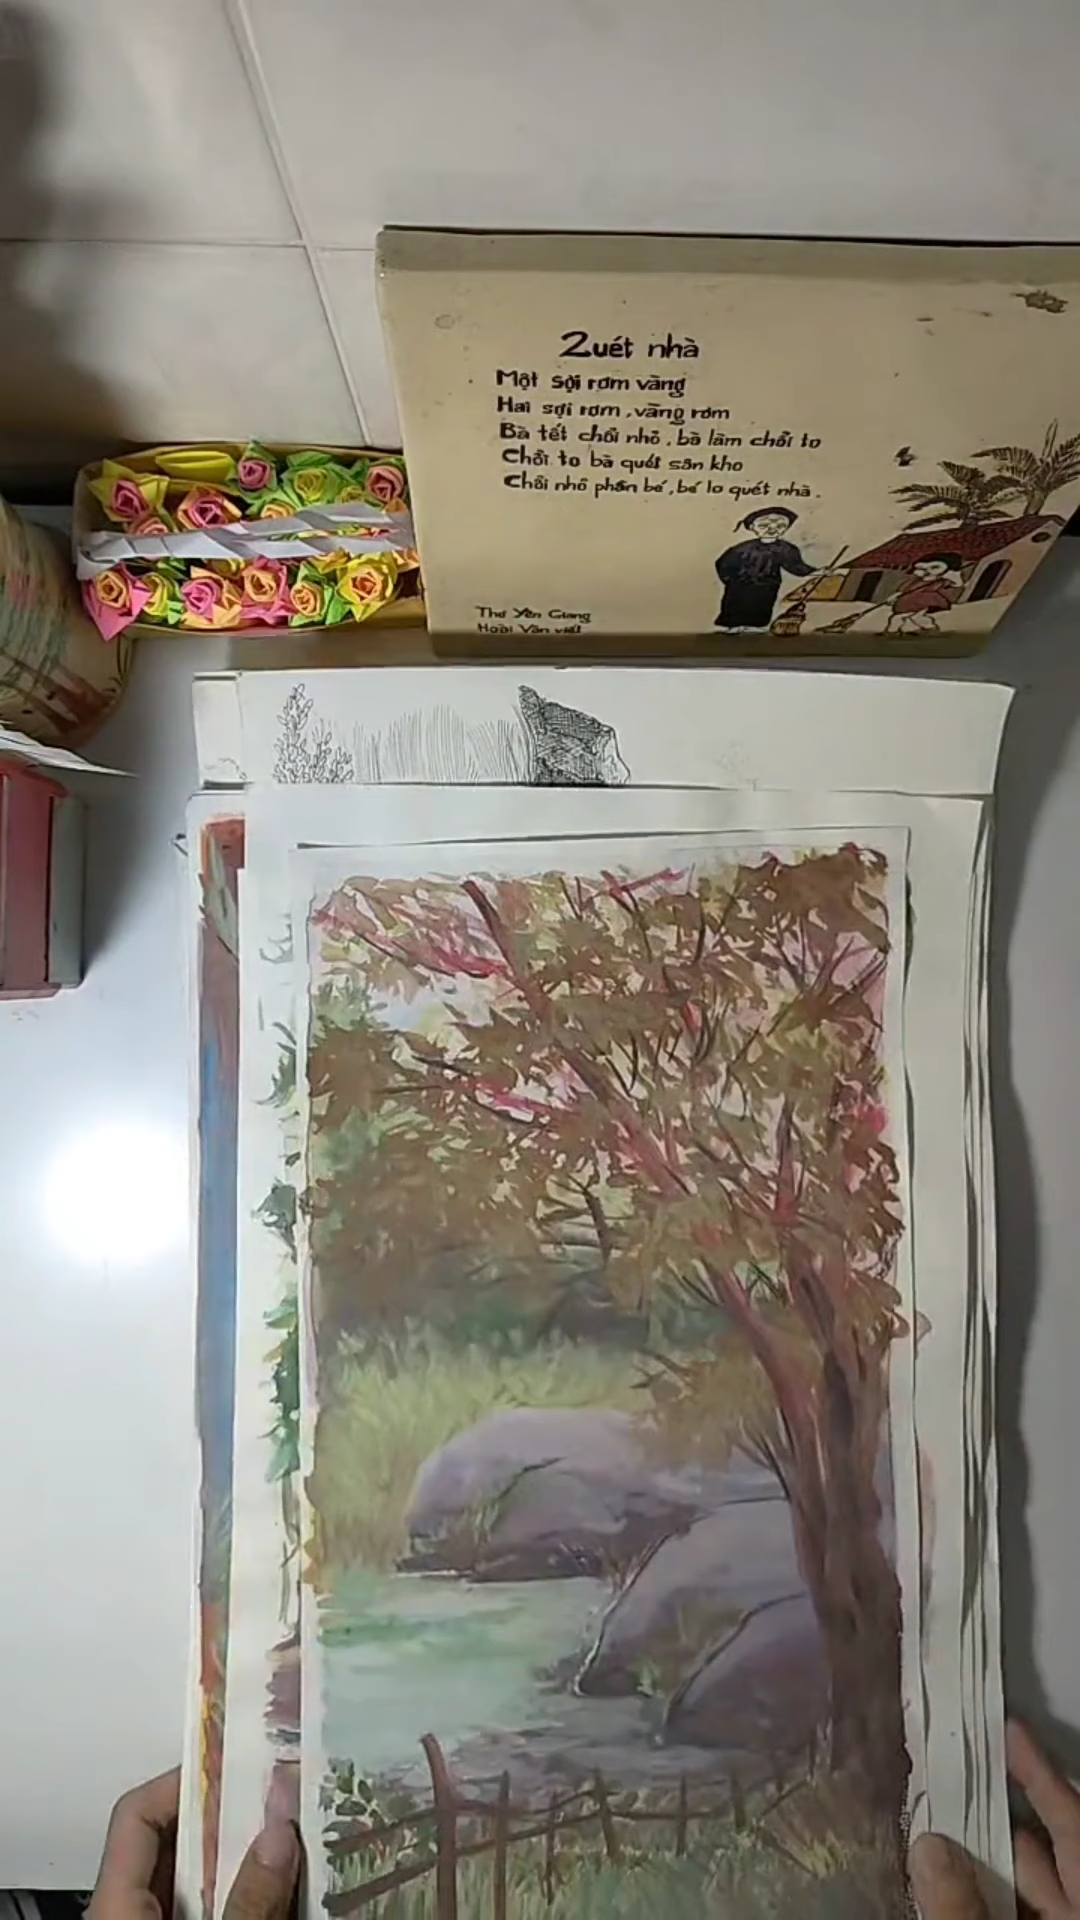 Quét nhà
Một sợi rơm vàng
Hai sợi rơm, vàng rơm
Bà tết chổi nhỏ, bà làm chổi to
Chổi to bà quét sân kho
Chổi nhỏ phần bé, bé lo quét nhà.
Thơ Yên Giang
Hoài Vân viết